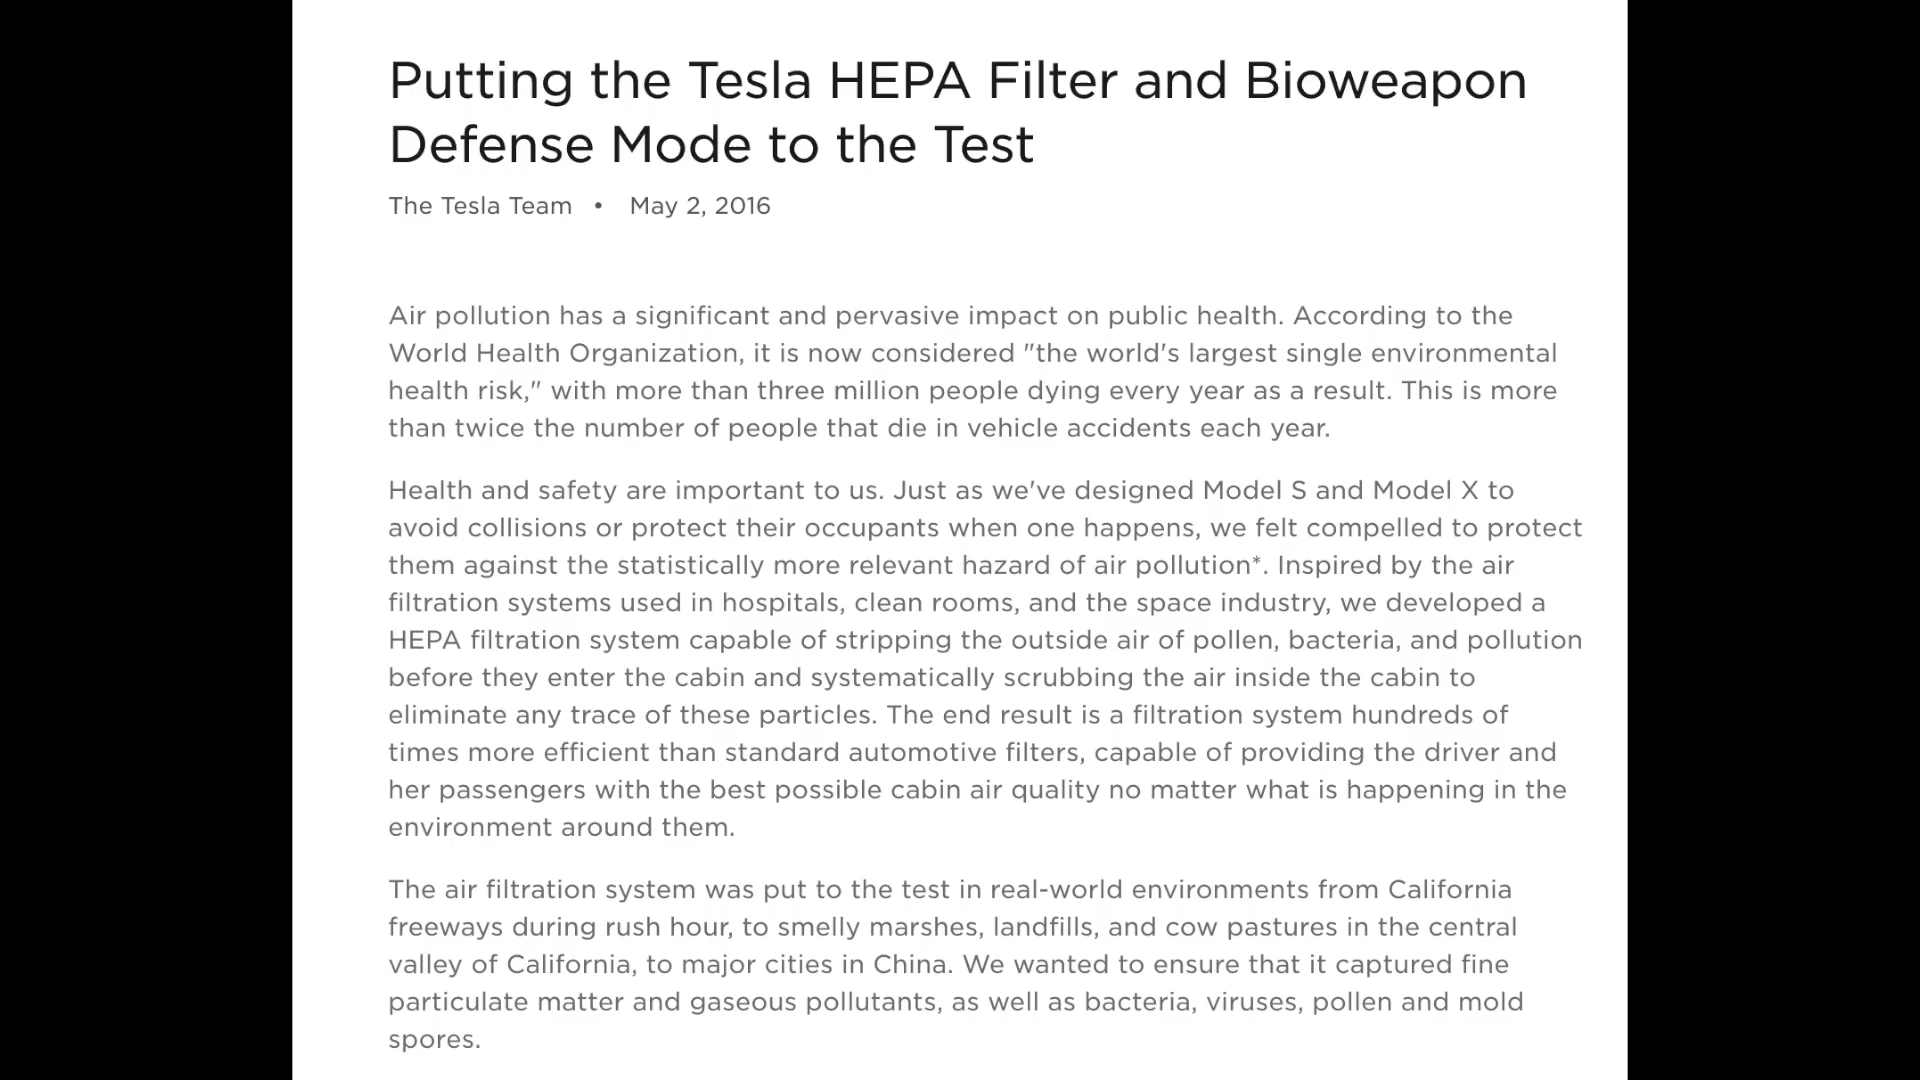 Putting the Tesla HEPA Filter and Bioweapon
Defense Mode to the Test
The Tesla Team • May 2, 2016
Air pollution has a significant and pervasive impact on public health. According to the
World Health Organization, it is now considered "the world's largest single environmental
health risk," with more than three million people dying every year as a result. This is more
than twice the number of people that die in vehicle accidents each year.
Health and safety are important to us. Just as we've designed Model S and Model X to
avoid collisions or protect their occupants when one happens, we felt compelled to protect
them against the statistically more relevant hazard of air pollution*. Inspired by the air
filtration systems used in hospitals, clean rooms, and the space industry, we developed a
HEPA filtration system capable of stripping the outside air of pollen, bacteria, and pollution
before they enter the cabin and systematically scrubbing the air inside the cabin to
eliminate any trace of these particles. The end result is a filtration system hundreds of
times more efficient than standard automotive filters, capable of providing the driver and
her passengers with the best possible cabin air quality no matter what is happening in the
environment around them.
The air filtration system was put to the test in real-world environments from California
freeways during rush hour, to smelly marshes, landfills, and cow pastures in the central
valley of California, to major cities in China. We wanted to ensure that it captured fine
particulate matter and gaseous pollutants, as well as bacteria, viruses, pollen and mold
spores.